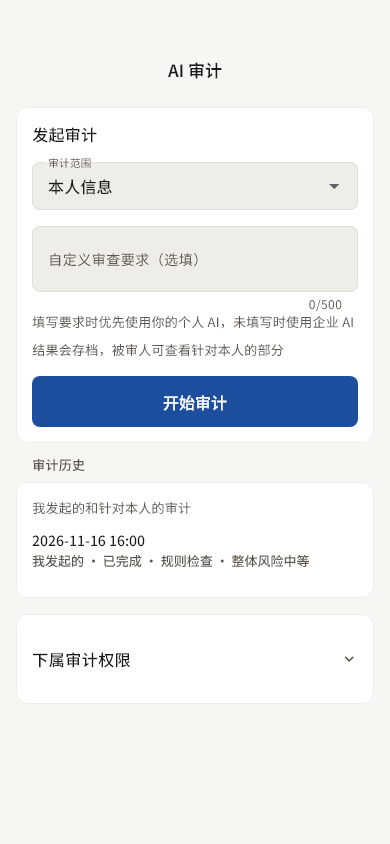 AI 审计
发起审计
审计范围
本人信息
自定义审查要求（选填）
0/500
填写要求时优先使用你的个人 AI，未填写时使用企业 AI
结果会存档，被审人可查看针对本人的部分
开始审计
审计历史
我发起的和针对本人的审计
2026-11-16 16:00
我发起的 · 已完成 · 规则检查 · 整体风险中等
下属审计权限